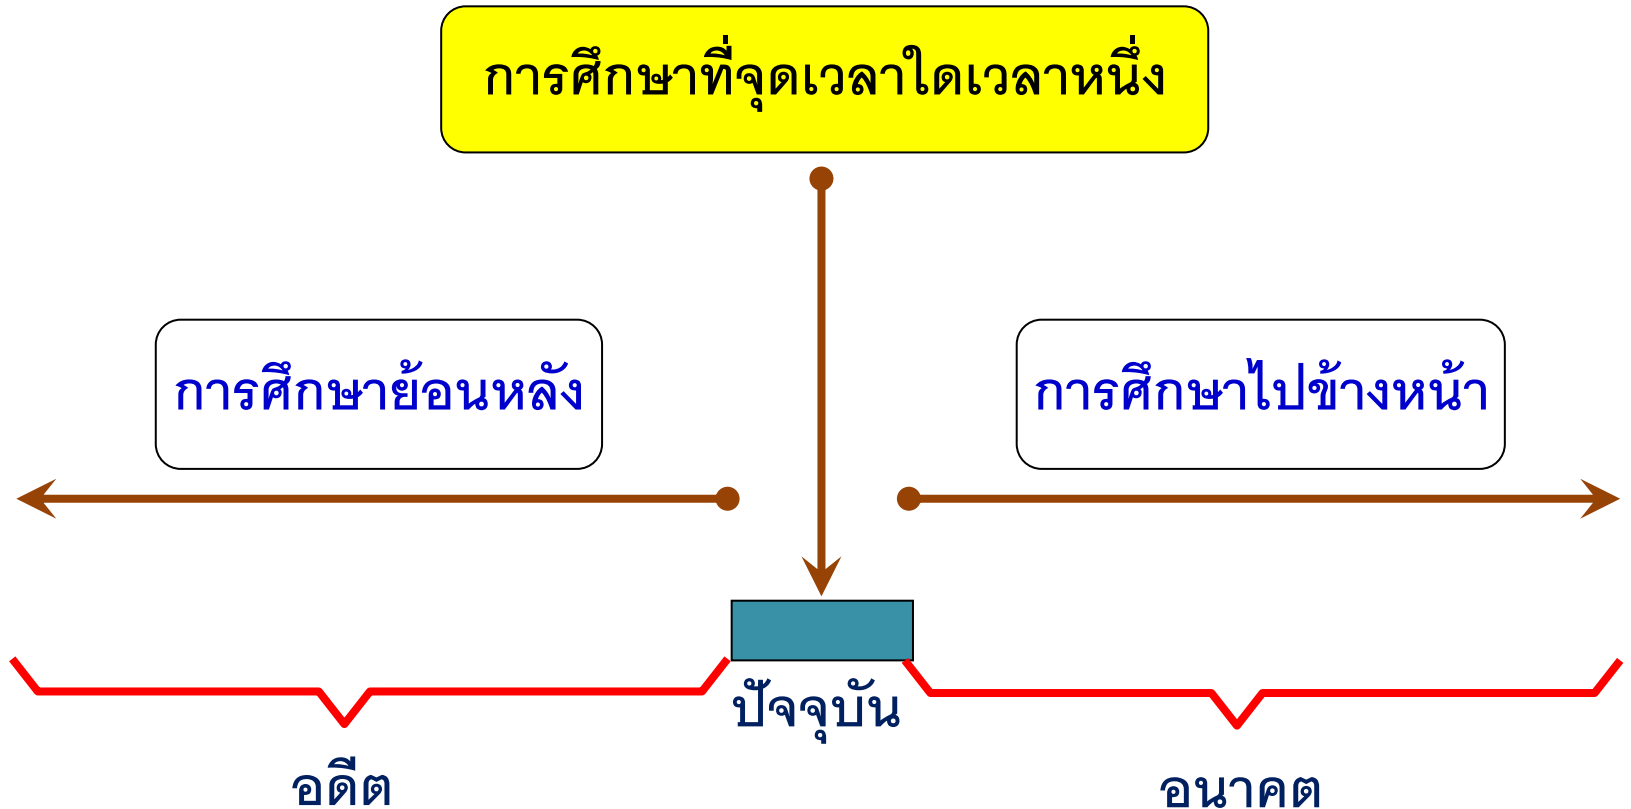 การศึกษาที่จุดเวลาใดเวลาหนึ่ง
การศึกษาย้อนหลัง
การศึกษาไปข้างหน้า
ปัจจุบัน
อดีต
อนาคต